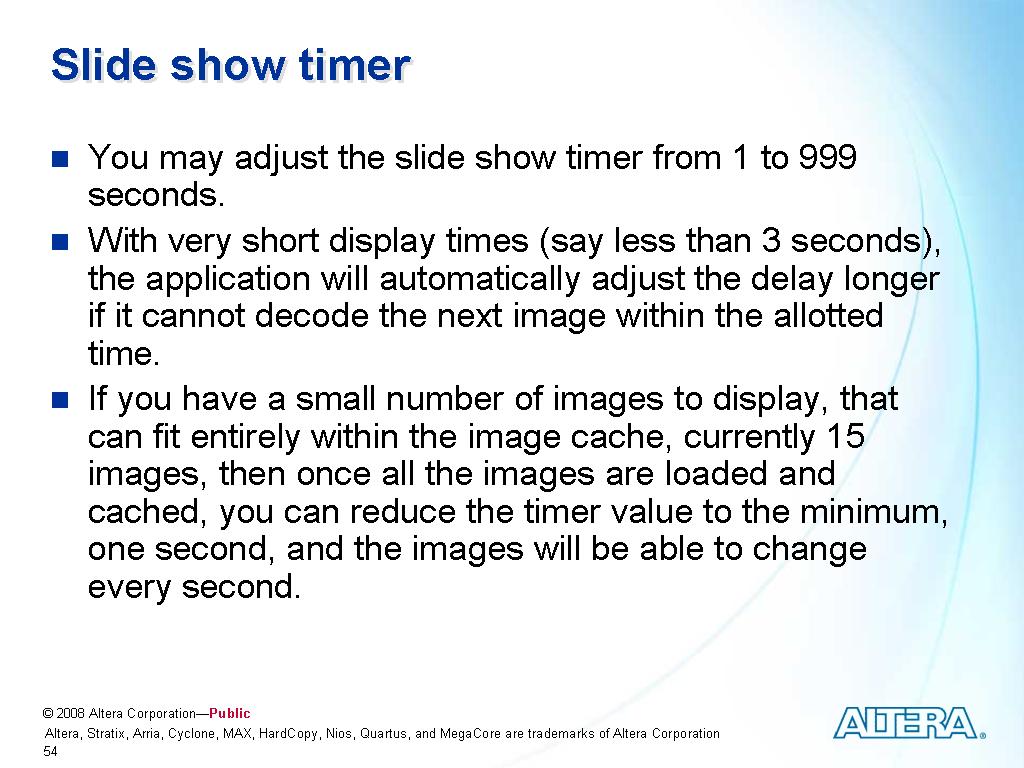 Slide show timer
You may adjust the slide show timer from 1 to 999
seconds.
With very short display times (say less than 3 seconds),
the application will automatically adjust the delay longer
if it cannot decode the next image within the allotted
time.
If you have a small number of images to display, that
can fit entirely within the image cache, currently 15
images, then once all the images are loaded and
cached, you can reduce the timer value to the minimum,
one second, and the images will be able to change
every second.
© 2008 Altera Corporation—Public
Altera, Stratix, Arria, Cyclone, MAX, HardCopy, Nios, Quartus, and MegaCore are trademarks of Altera Corporation
54
ALTERA®